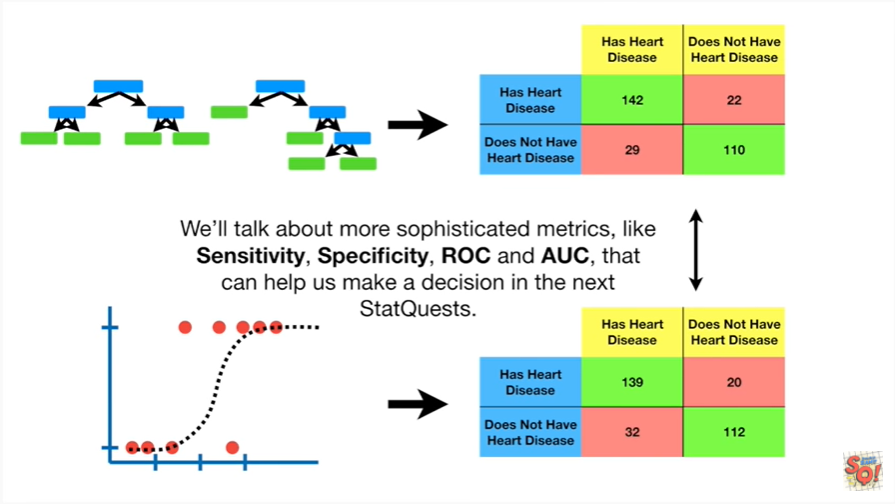 Has Heart
Disease
Does Not Have
Heart Disease
Has Heart
Disease
142
22
Does Not Have
Heart Disease
29
110
We'll talk about more sophisticated metrics, like
Sensitivity, Specificity, ROC and AUC, that
can help us make a decision in the next
StatQuests.
Has Heart
Disease
Does Not Have
Heart Disease
Has Heart
Disease
139
20
Does Not Have
Heart Disease
32
112
SQ!